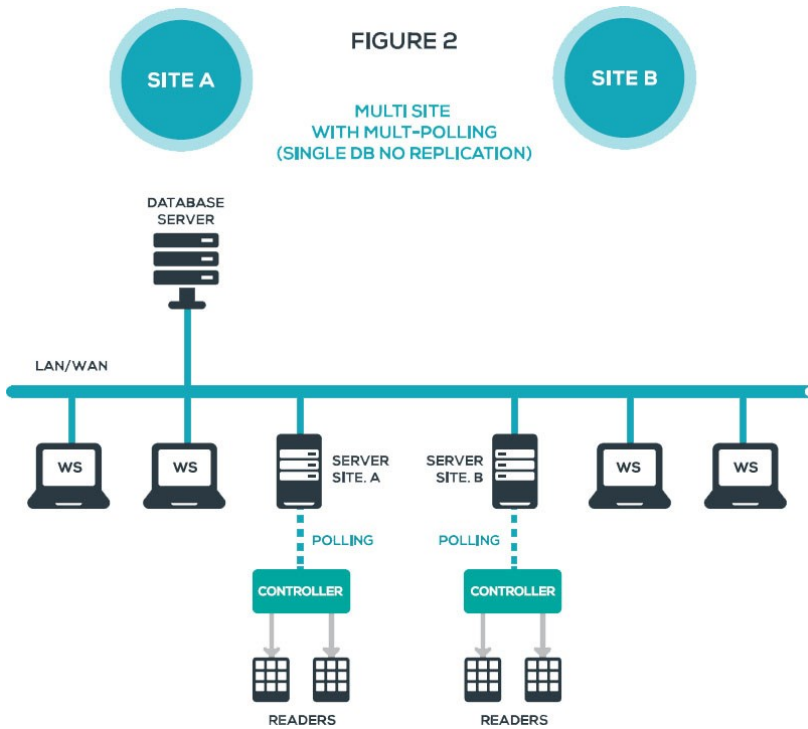 FIGURE 2
SITE A
SITE B
MULTI SITE
WITH MULT-POLLING
(SINGLE DB NO REPLICATION)
DATABASE
SERVER
LAN/WAN
WS
WS
SERVER
SITE. A
SERVER
SITE. B
WS
WS
POLLING
POLLING
CONTROLLER
CONTROLLER
READERS
READERS